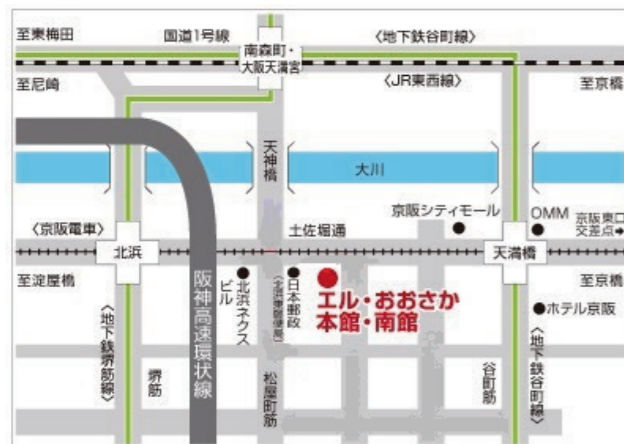 至東梅田
国道1号線
南森町・
大阪天満宮
〈地下鉄谷町線〉
至尼崎
〈JR東西線〉
至京橋
天神橋
大川
京阪シティモール
OMM
京阪東口
交差点➡
〈京阪電車〉
北浜
土佐堀通
天満橋
至淀屋橋
阪神高速環状線
北浜ネクス
ビル
日本郵政
〈北浜東郵便局〉
エル・おおさか
本館・南館
至京橋
ホテル京阪
〈地下鉄堺筋線〉
堺筋
松屋町筋
谷町筋
〈地下鉄谷町線〉